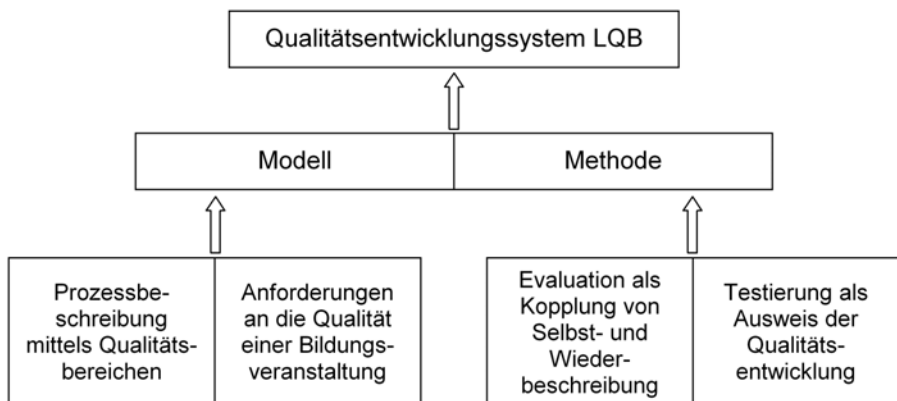 Qualitätsentwicklungssystem LQB
Modell
Methode
Prozessbe-
schreibung
mittels Qualitäts-
bereichen
Anforderungen
an die Qualität
einer Bildungs-
veranstaltung
Evaluation als
Kopplung von
Selbst- und
Wieder-
beschreibung
Testierung als
Ausweis der
Qualitäts-
entwicklung